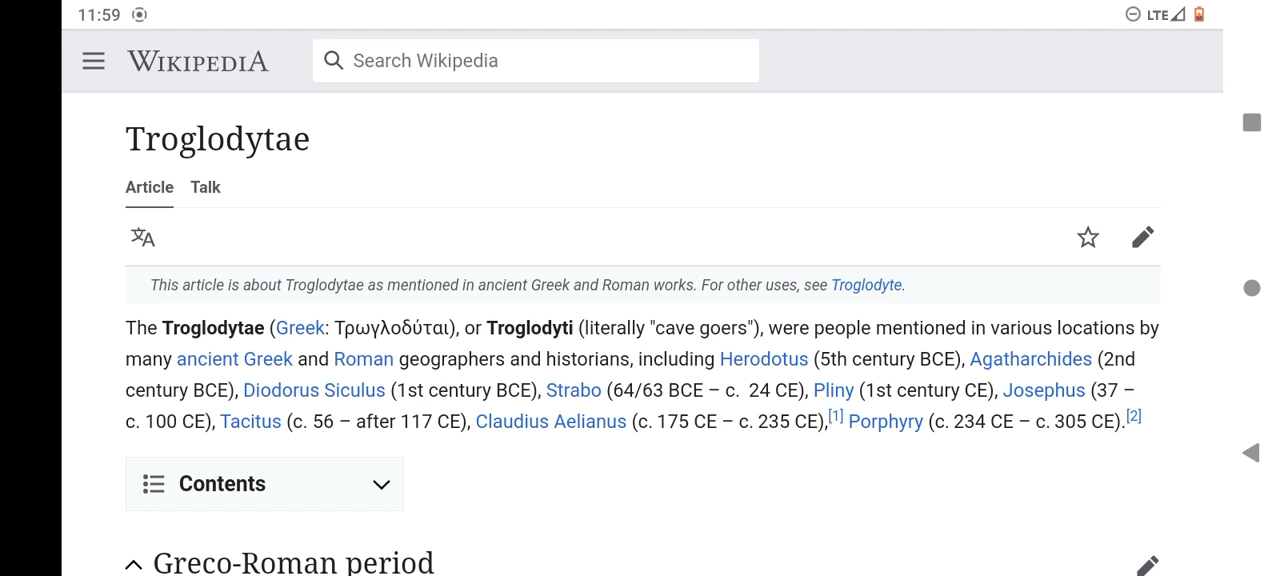 11:59 LTE
WIKIPEDIA Search Wikipedia
Troglodytae
Article Talk
This article is about Troglodytae as mentioned in ancient Greek and Roman works. For other uses, see Troglodyte.
The Troglodytae (Greek: Τρωγλοδύται), or Troglodyti (literally "cave goers"), were people mentioned in various locations by
many ancient Greek and Roman geographers and historians, including Herodotus (5th century BCE), Agatharchides (2nd
century BCE), Diodorus Siculus (1st century BCE), Strabo (64/63 BCE – c. 24 CE), Pliny (1st century CE), Josephus (37 –
c. 100 CE), Tacitus (c. 56 – after 117 CE), Claudius Aelianus (c. 175 CE – c. 235 CE),[1] Porphyry (c. 234 CE – c. 305 CE).[2]
Contents
Greco-Roman period